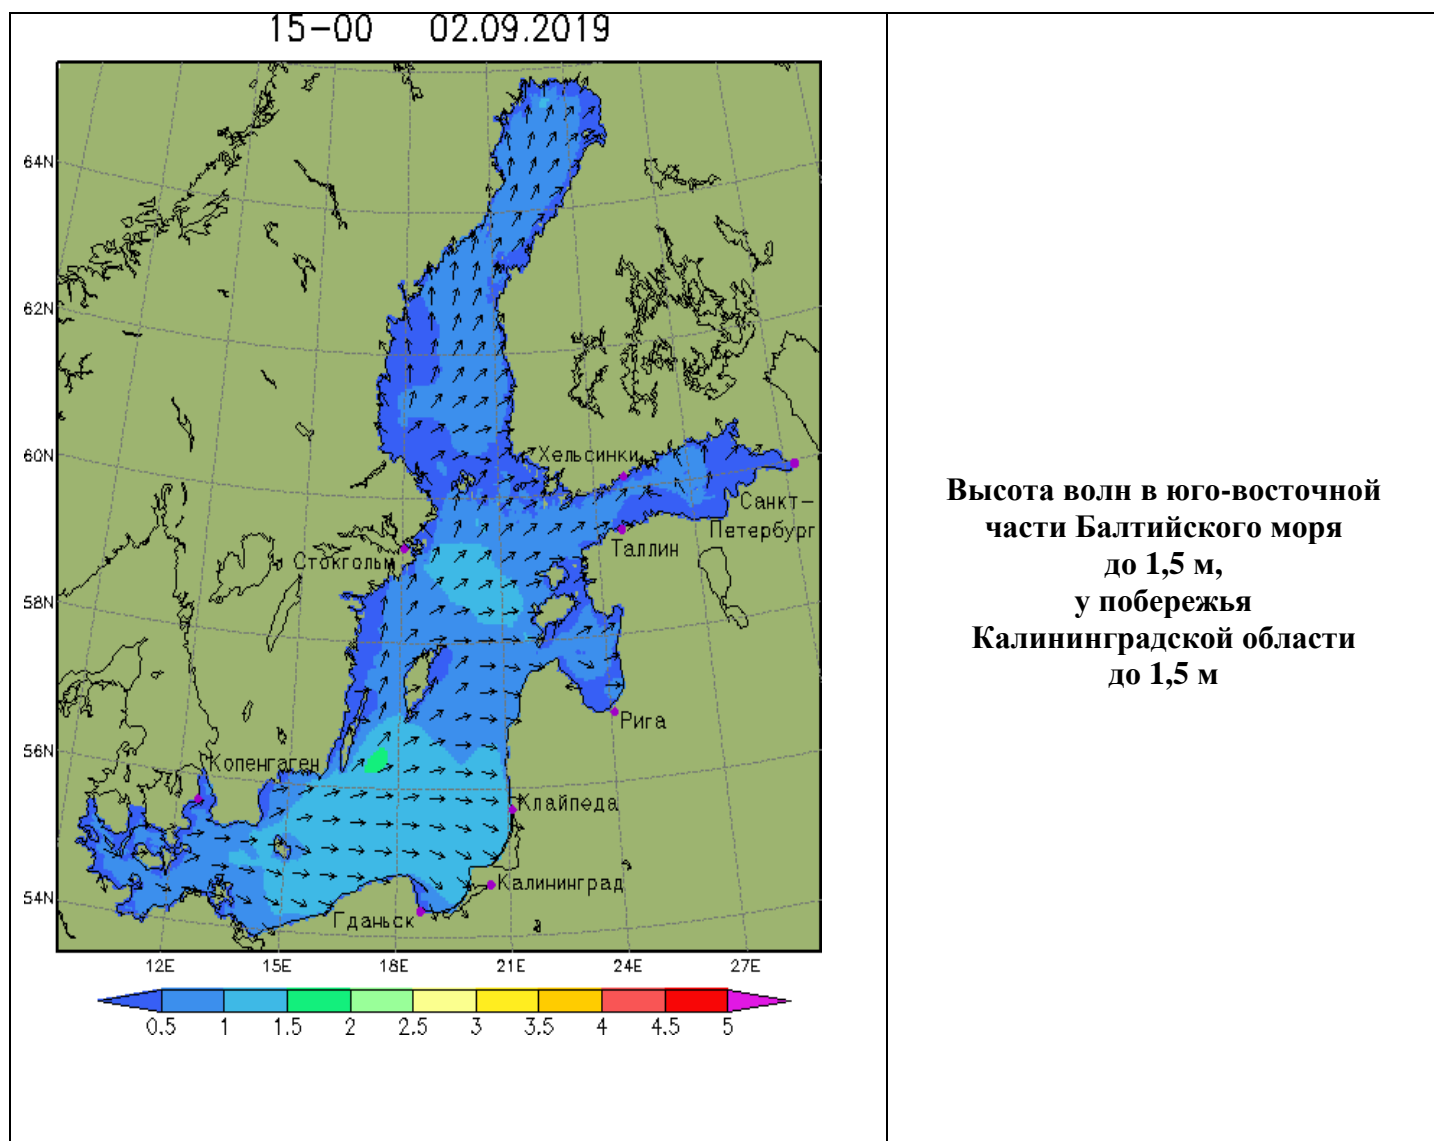 15-00 02.09.2019
64N
62N
60N
58N
56N
54N
Хельсинки
Санкт-
Петербург
Таллин
Стокгольм
Рига
Копенгаген
Клайпеда
Калининград
Гданьск
12E 15E 18E 21E 24E 27E
0.5 1 1.5 2 2.5 3 3.5 4 4.5 5
Высота волн в юго-восточной
части Балтийского моря
до 1,5 м,
у побережья
Калининградской области
до 1,5 м